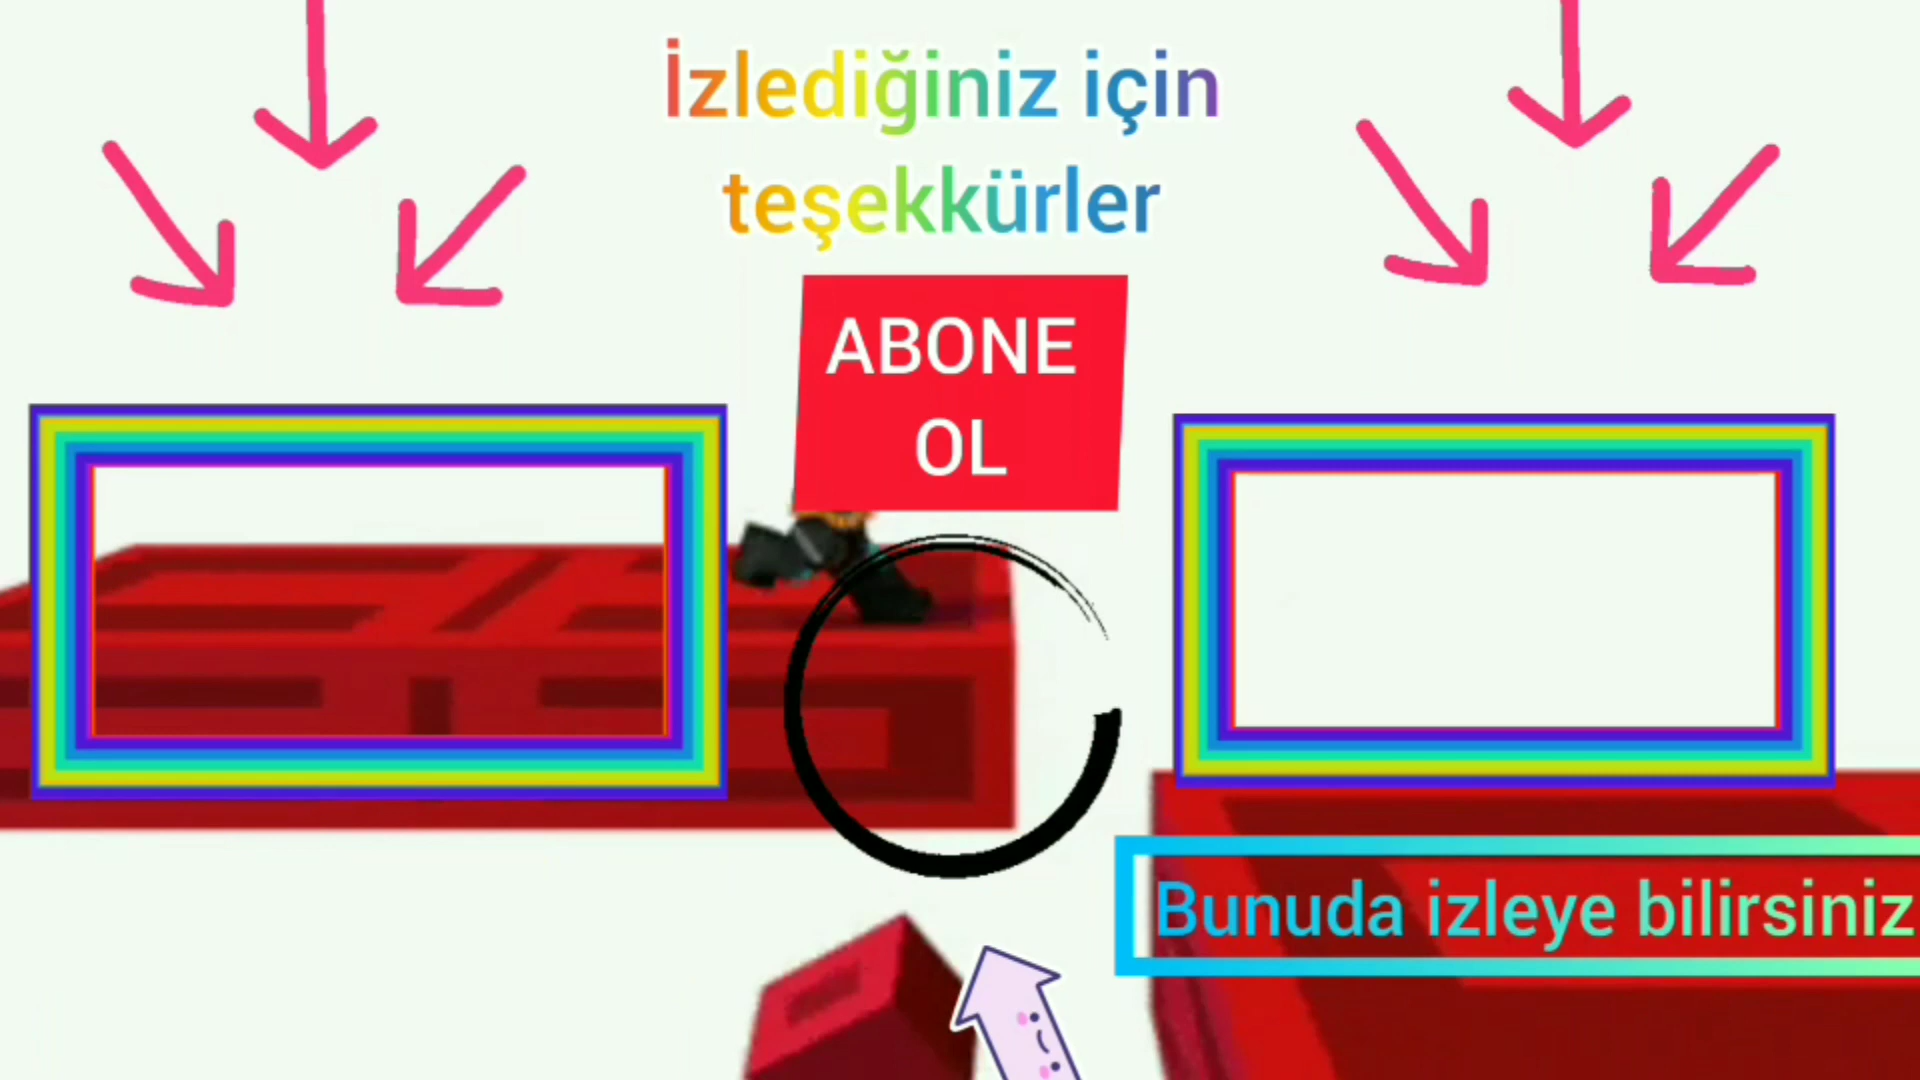 İzlediğiniz için
teşekkürler
ABONE
OL
Bunuda izleye bilirsiniz